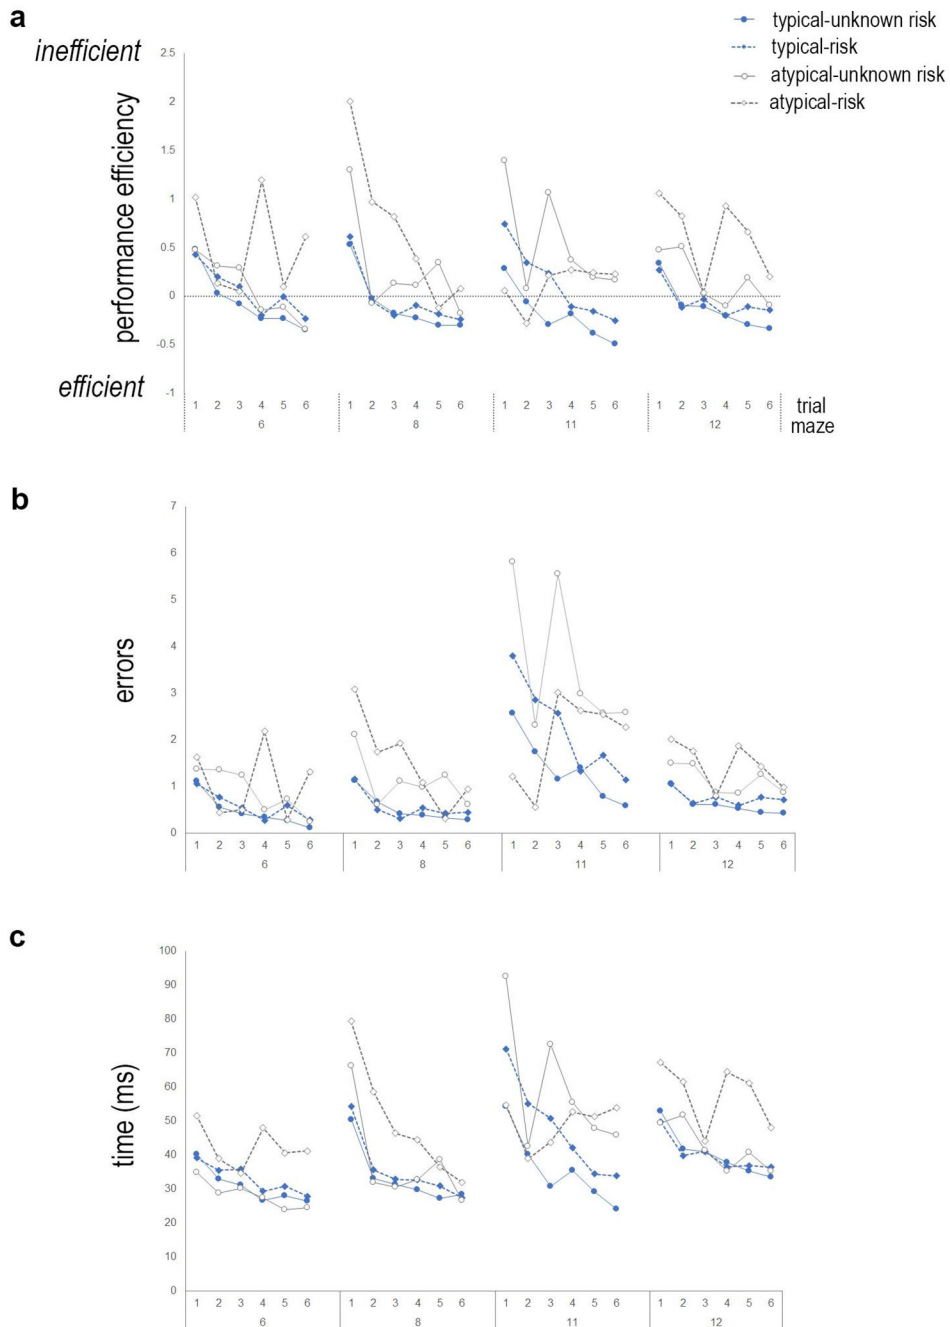 a
typical-unknown risk
typical-risk
atypical-unknown risk
atypical-risk
inefficient
performance efficiency
efficient
2.5
2
1.5
1
0.5
0
-0.5
-1
1 2 3 4 5 6 1 2 3 4 5 6 1 2 3 4 5 6 1 2 3 4 5 6 trial
6 8 11 12 maze
b
errors
7
6
5
4
3
2
1
0
1 2 3 4 5 6 1 2 3 4 5 6 1 2 3 4 5 6 1 2 3 4 5 6
6 8 11 12
c
time (ms)
100
90
80
70
60
50
40
30
20
10
0
1 2 3 4 5 6 1 2 3 4 5 6 1 2 3 4 5 6 1 2 3 4 5 6
6 8 11 12